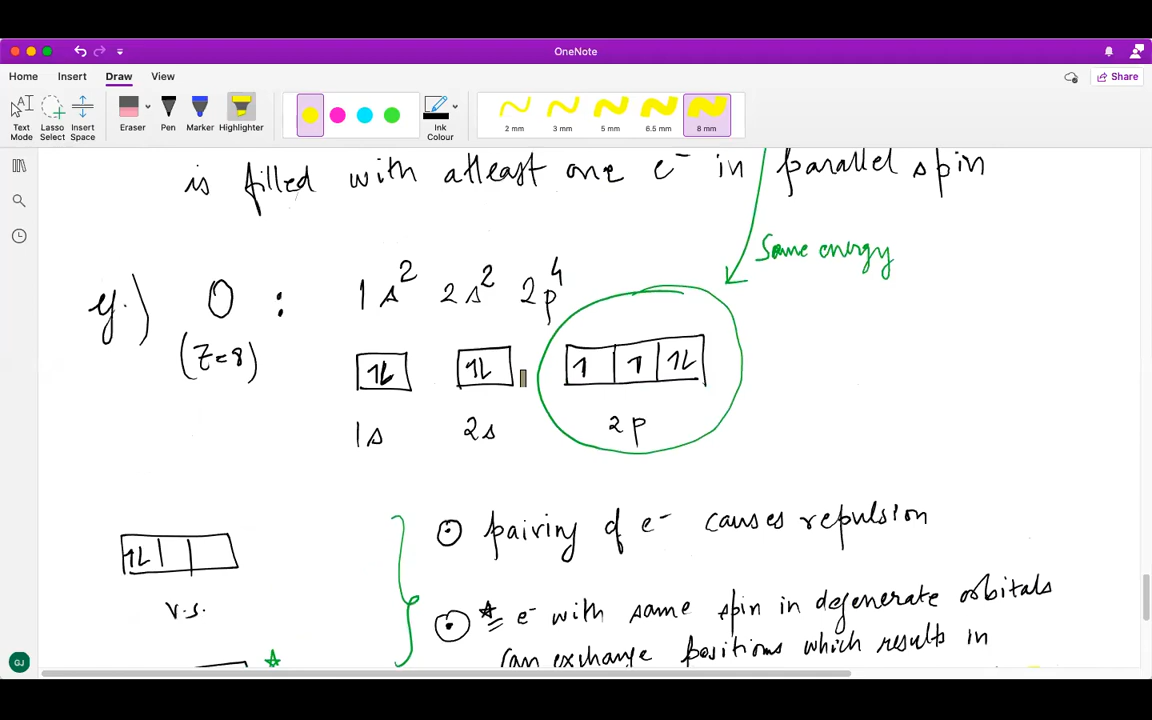 OneNote
Home Insert Draw View
Share
Text Mode
Lasso Select
Insert Space
Eraser
Pen
Marker
Highlighter
Ink Colour
2 mm
3 mm
5 mm
6.5 mm
8 mm
is filled with atleast one e⁻ in parallel spin
Same energy
eg.) O : 1s² 2s² 2p⁴
(Z=8)
↿⇂ ↿⇂ ↿ ↿ ↿⇂
1s 2s 2p
⊙ pairing of e⁻ causes repulsion
↿⇂
v.s.
⊙ * e⁻ with same spin in degenerate orbitals
can exchange positions which results in
GJ